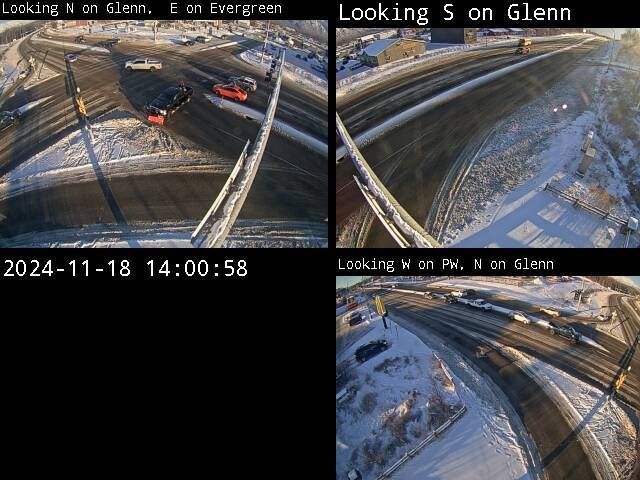 Looking N on Glenn,  E on Evergreen
Looking S on Glenn
2024-11-18 14:00:58
Looking W on PW, N on Glenn